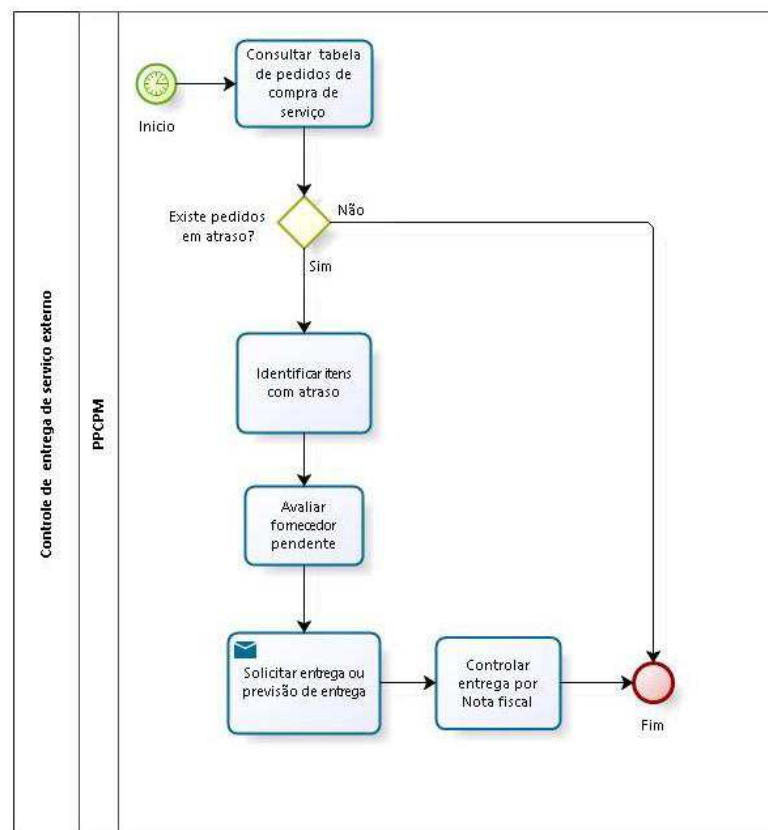 Controle de entrega de serviço externo
PPCPM
Consultar tabela
de pedidos de
compra de
serviço
Inicio
Existe pedidos
em atraso?
Não
Sim
Identificar itens
com atraso
Avaliar
fornecedor
pendente
Solicitar entrega ou
previsão de entrega
Controlar
entrega por
Nota fiscal
Fim